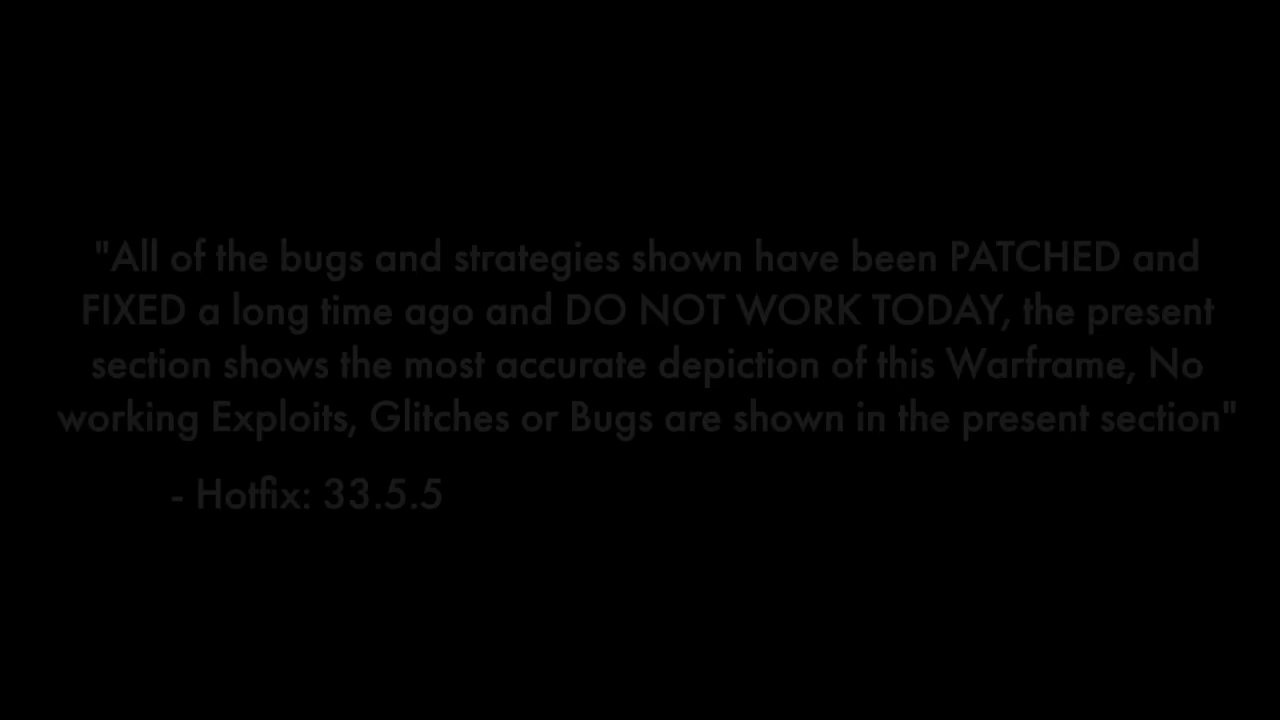 "All of the bugs and strategies shown have been PATCHED and
FIXED a long time ago and DO NOT WORK TODAY, the present
section shows the most accurate depiction of this Warframe, No
working Exploits, Glitches or Bugs are shown in the present section"
- Hotfix: 33.5.5